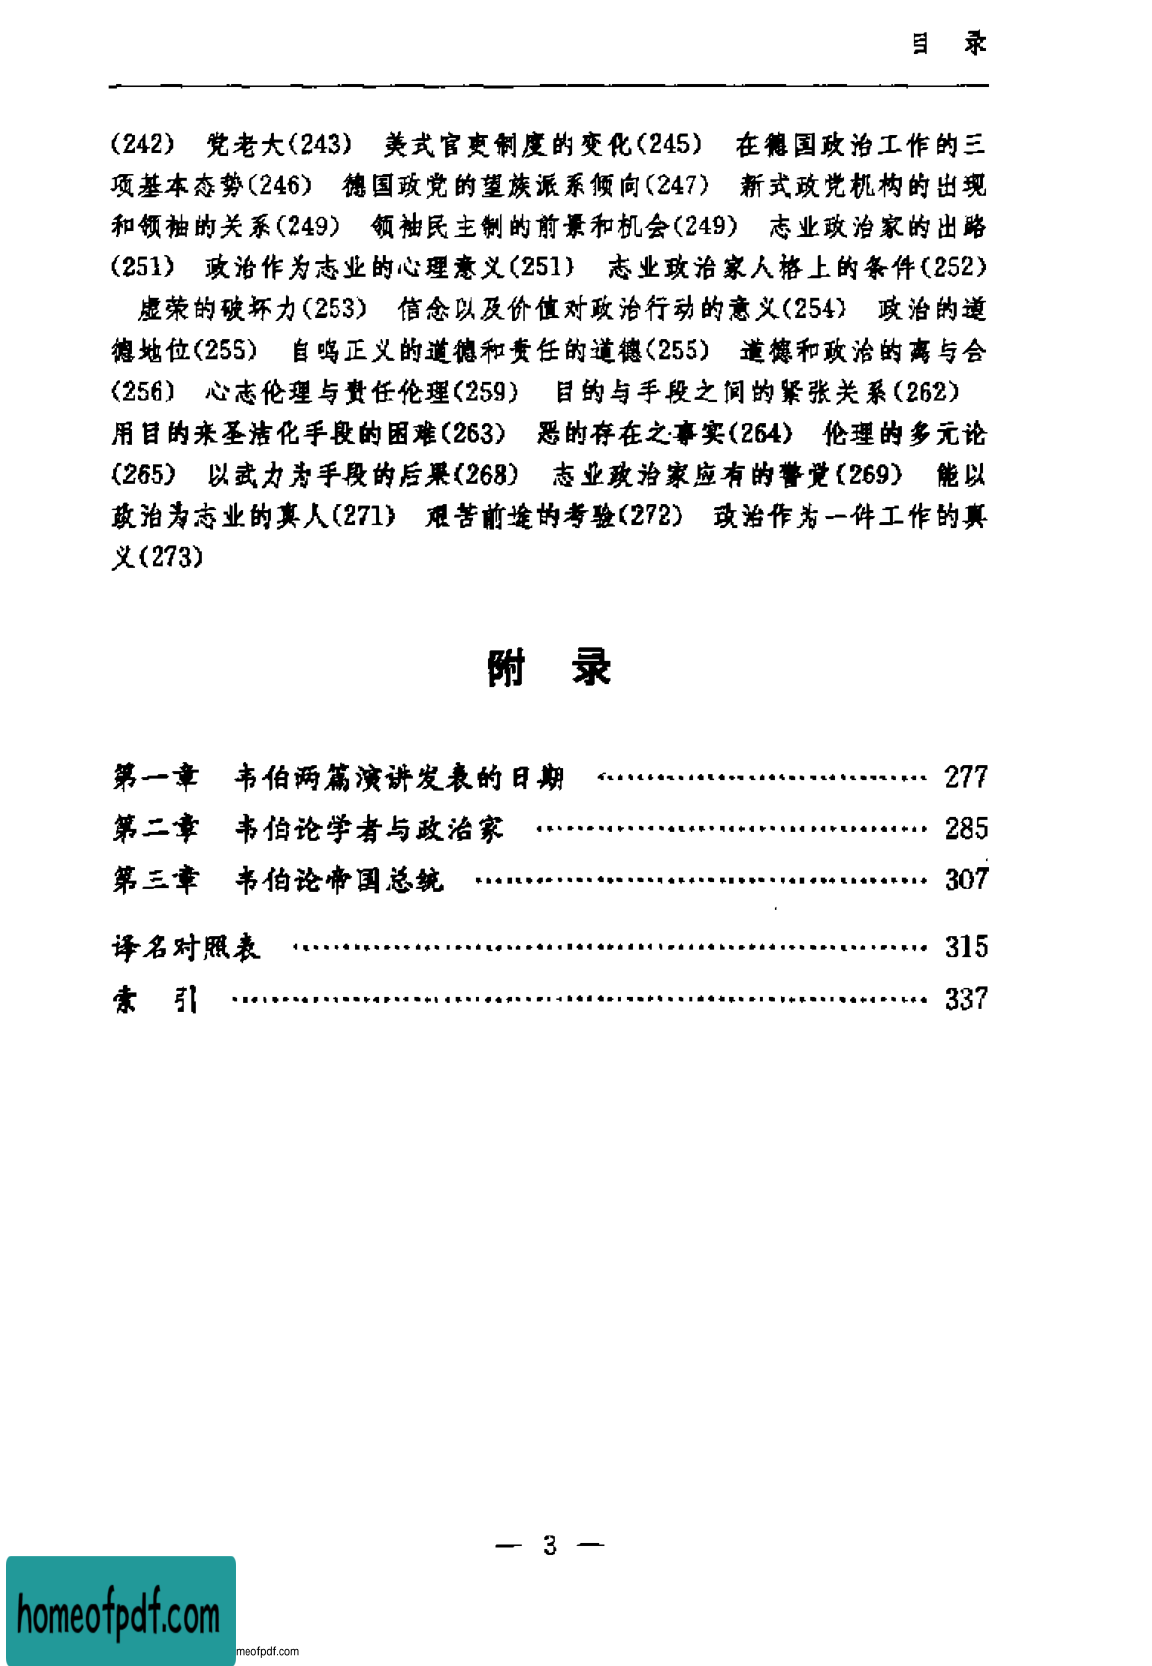 目 录
(242) 党老大(243) 美式官吏制度的变化(245) 在德国政治工作的三
项基本态势(246) 德国政党的望族派系倾向(247) 新式政党机构的出现
和领袖的关系(249) 领袖民主制的前景和机会(249) 志业政治家的出路
(251) 政治作为志业的心理意义(251) 志业政治家人格上的条件(252)
虚荣的破坏力(253) 信念以及价值对政治行动的意义(254) 政治的道
德地位(255) 自鸣正义的道德和责任的道德(255) 道德和政治的离与会
(256) 心志伦理与责任伦理(259) 目的与手段之间的紧张关系(262)
用目的来圣洁化手段的困难(263) 恶的存在之事实(264) 伦理的多元论
(265) 以武力为手段的后果(268) 志业政治家应有的警觉(269) 能以
政治为志业的真人(271) 艰苦前途的考验(272) 政治作为一件工作的真
义(273)
附 录
第一章 韦伯两篇演讲发表的日期 …………………………… 277
第二章 韦伯论学者与政治家 …………………………… 285
第三章 韦伯论帝国总统 …………………………… 307
译名对照表 …………………………… 315
索 引 …………………………… 337
— 3 —
homeofpdf.com
meofpdf.com